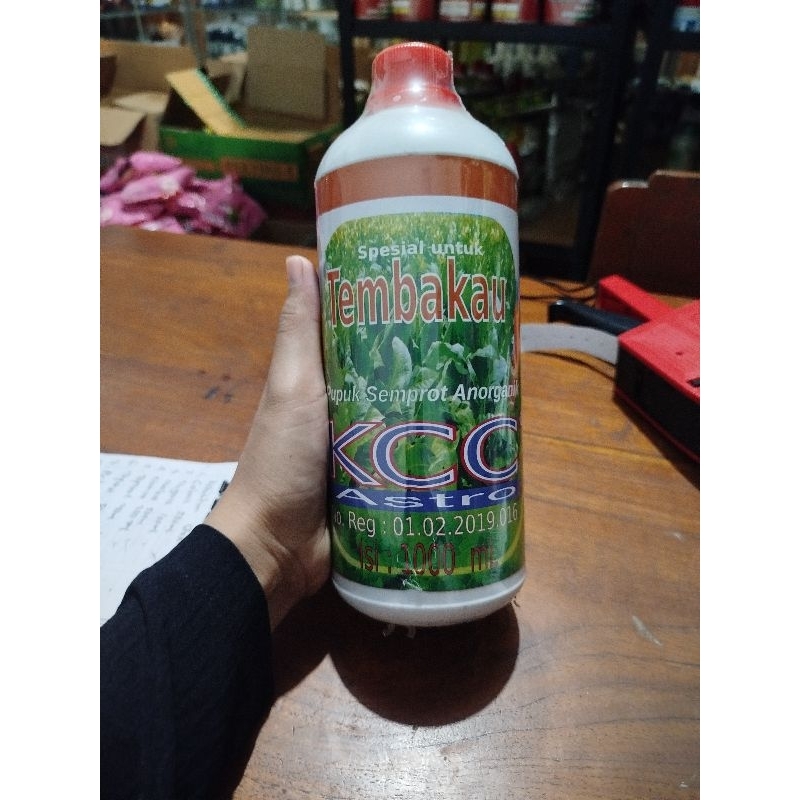 Spesial untuk
Tembakau
Pupuk Semprot Anorganik
KCC
Astro
No. Reg : 01.02.2019.016
Isi : 1000 ml